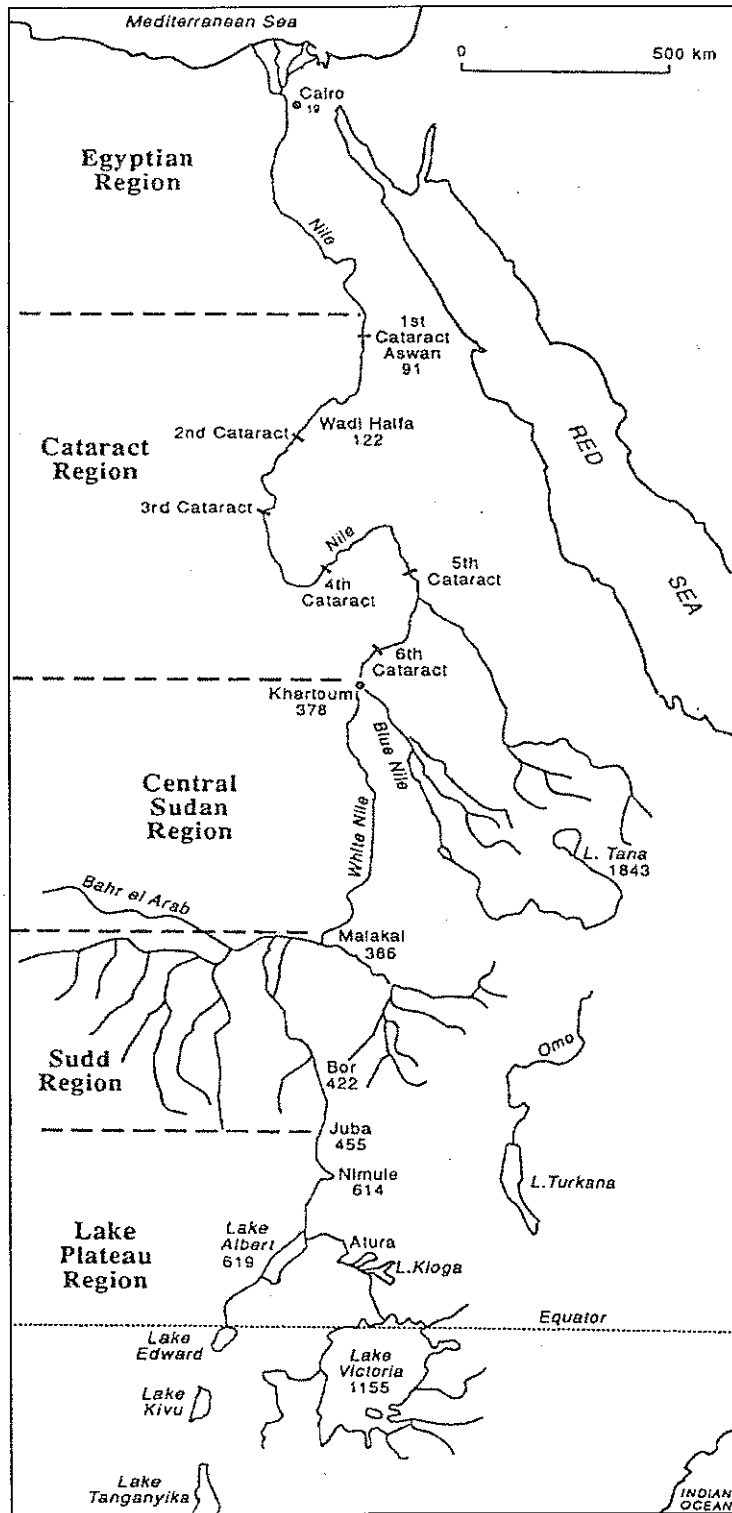 Mediterranean Sea
0 500 km
Cairo
19
Egyptian
Region
Nile
1st
Cataract
Aswan
91
Wadi Halfa
122
2nd Cataract
Cataract
Region
RED
SEA
3rd Cataract
Nile
4th
Cataract
5th
Cataract
6th
Cataract
Khartoum
378
Blue Nile
Central
Sudan
Region
White Nile
L. Tana
1843
Bahr el Arab
Malakal
386
Omo
Sudd
Region
Bor
422
Juba
455
L.Turkana
Nimule
614
Lake
Plateau
Region
Lake
Albert
619
Atura
L.Kioga
Equator
Lake
Edward
Lake
Victoria
1155
Lake
Kivu
Lake
Tanganyika
INDIAN
OCEAN